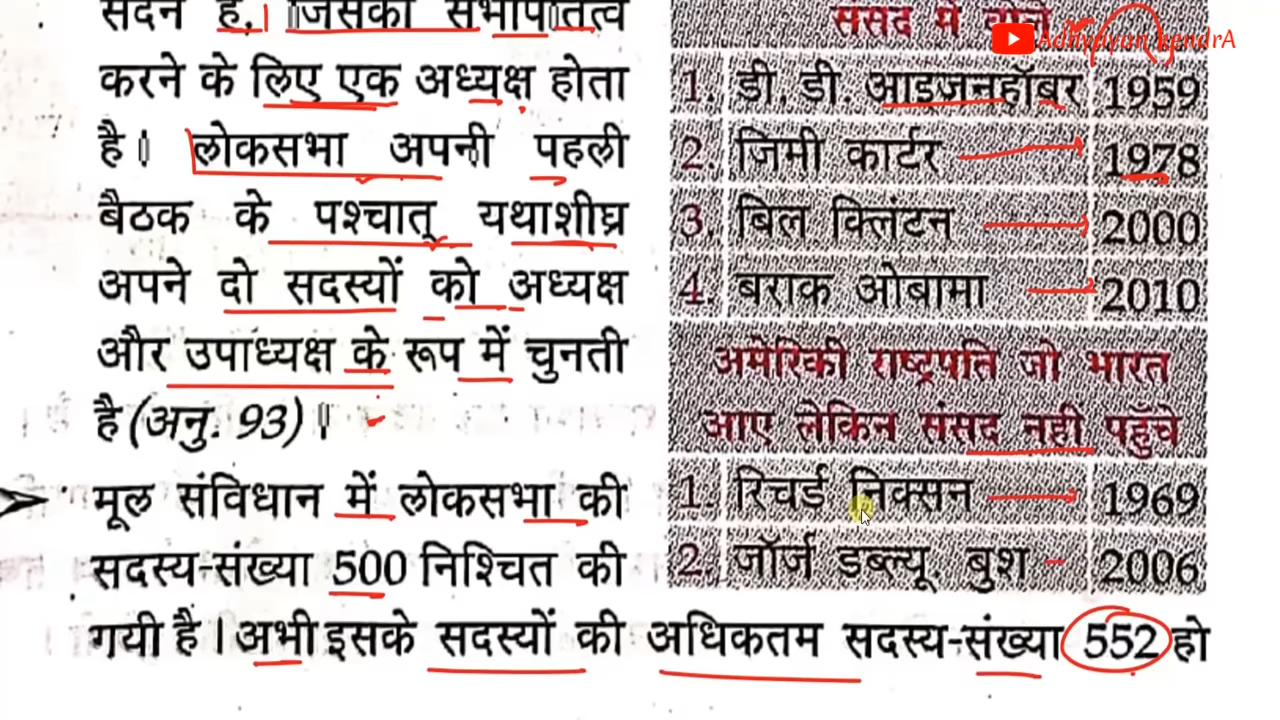 सदन है, जिसका सभापतित्व
करने के लिए एक अध्यक्ष होता
है। लोकसभा अपनी पहली
बैठक के पश्चात् यथाशीघ्र
अपने दो सदस्यों को अध्यक्ष
और उपाध्यक्ष के रूप में चुनती
है (अनु. 93)।
मूल संविधान में लोकसभा की
सदस्य-संख्या 500 निश्चित की
गयी है। अभी इसके सदस्यों की अधिकतम सदस्य-संख्या 552 हो
संसद में बोले
AdhyayankendrA
1. डी. डी. आइजनहॉबर 1959
2. जिमी कार्टर 1978
3. बिल क्लिंटन 2000
4. बराक ओबामा 2010
अमेरिकी राष्ट्रपति जो भारत
आए लेकिन संसद नहीं पहुँचे
1. रिचर्ड निक्सन 1969
2. जॉर्ज डब्ल्यू. बुश 2006